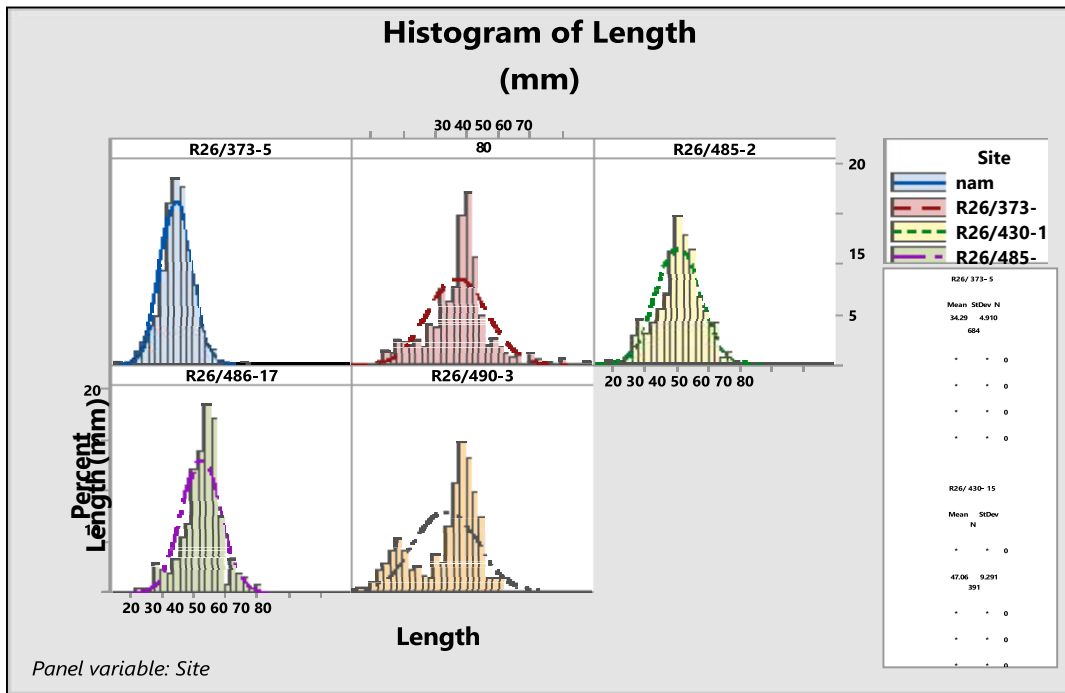 Histogram of Length
(mm)
30 40 50 60 70
80
R26/373-5
R26/485-2
20
15
5
20 30 40 50 60 70 80
R26/486-17
R26/490-3
20
Percent
Length (mm)
20 30 40 50 60 70 80
Length
Panel variable: Site
Site
nam
R26/373-
R26/430-1
R26/485-
R26/ 373- 5
Mean StDev N
34.29 4.910
684
* * 0
* * 0
* * 0
* * 0
R26/ 430- 15
Mean StDev
N
* * 0
47.06 9.291
391
* * 0
* * 0
* * 0